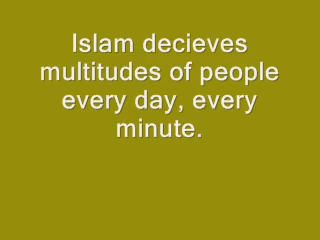 Islam decieves
multitudes of people
every day, every
minute.